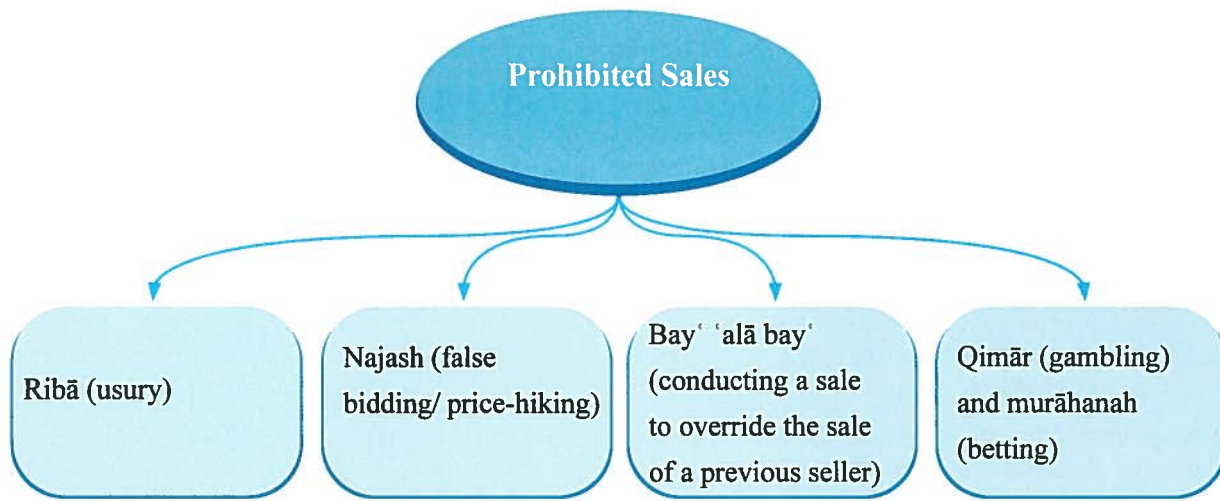 Prohibited Sales
Ribā (usury)
Najash (false
bidding/ price-hiking)
Bayʿ ʿalā bayʿ
(conducting a sale
to override the sale
of a previous seller)
Qimār (gambling)
and murāhanah
(betting)